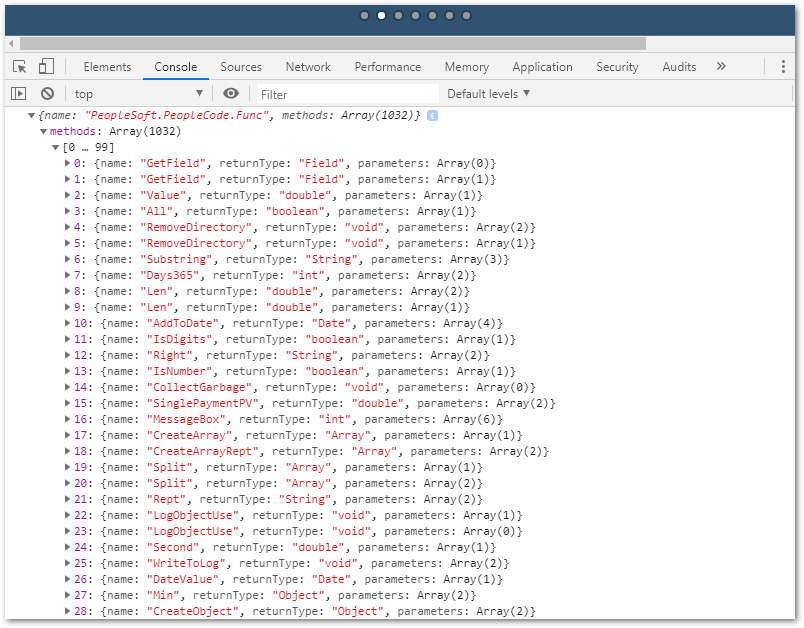 Elements Console Sources Network Performance Memory Application Security Audits »
top Filter Default levels
{name: "PeopleSoft.PeopleCode.Func", methods: Array(1032)} i
methods: Array(1032)
[0 … 99]
0: {name: "GetField", returnType: "Field", parameters: Array(0)}
1: {name: "GetField", returnType: "Field", parameters: Array(1)}
2: {name: "Value", returnType: "double", parameters: Array(1)}
3: {name: "All", returnType: "boolean", parameters: Array(1)}
4: {name: "RemoveDirectory", returnType: "void", parameters: Array(2)}
5: {name: "RemoveDirectory", returnType: "void", parameters: Array(1)}
6: {name: "Substring", returnType: "String", parameters: Array(3)}
7: {name: "Days365", returnType: "int", parameters: Array(2)}
8: {name: "Len", returnType: "double", parameters: Array(2)}
9: {name: "Len", returnType: "double", parameters: Array(1)}
10: {name: "AddToDate", returnType: "Date", parameters: Array(4)}
11: {name: "IsDigits", returnType: "boolean", parameters: Array(1)}
12: {name: "Right", returnType: "String", parameters: Array(2)}
13: {name: "IsNumber", returnType: "boolean", parameters: Array(1)}
14: {name: "CollectGarbage", returnType: "void", parameters: Array(0)}
15: {name: "SinglePaymentPV", returnType: "double", parameters: Array(2)}
16: {name: "MessageBox", returnType: "int", parameters: Array(6)}
17: {name: "CreateArray", returnType: "Array", parameters: Array(1)}
18: {name: "CreateArrayRept", returnType: "Array", parameters: Array(2)}
19: {name: "Split", returnType: "Array", parameters: Array(1)}
20: {name: "Split", returnType: "Array", parameters: Array(2)}
21: {name: "Rept", returnType: "String", parameters: Array(2)}
22: {name: "LogObjectUse", returnType: "void", parameters: Array(1)}
23: {name: "LogObjectUse", returnType: "void", parameters: Array(0)}
24: {name: "Second", returnType: "double", parameters: Array(1)}
25: {name: "WriteToLog", returnType: "void", parameters: Array(2)}
26: {name: "DateValue", returnType: "Date", parameters: Array(1)}
27: {name: "Min", returnType: "Object", parameters: Array(2)}
28: {name: "CreateObject", returnType: "Object", parameters: Array(2)}